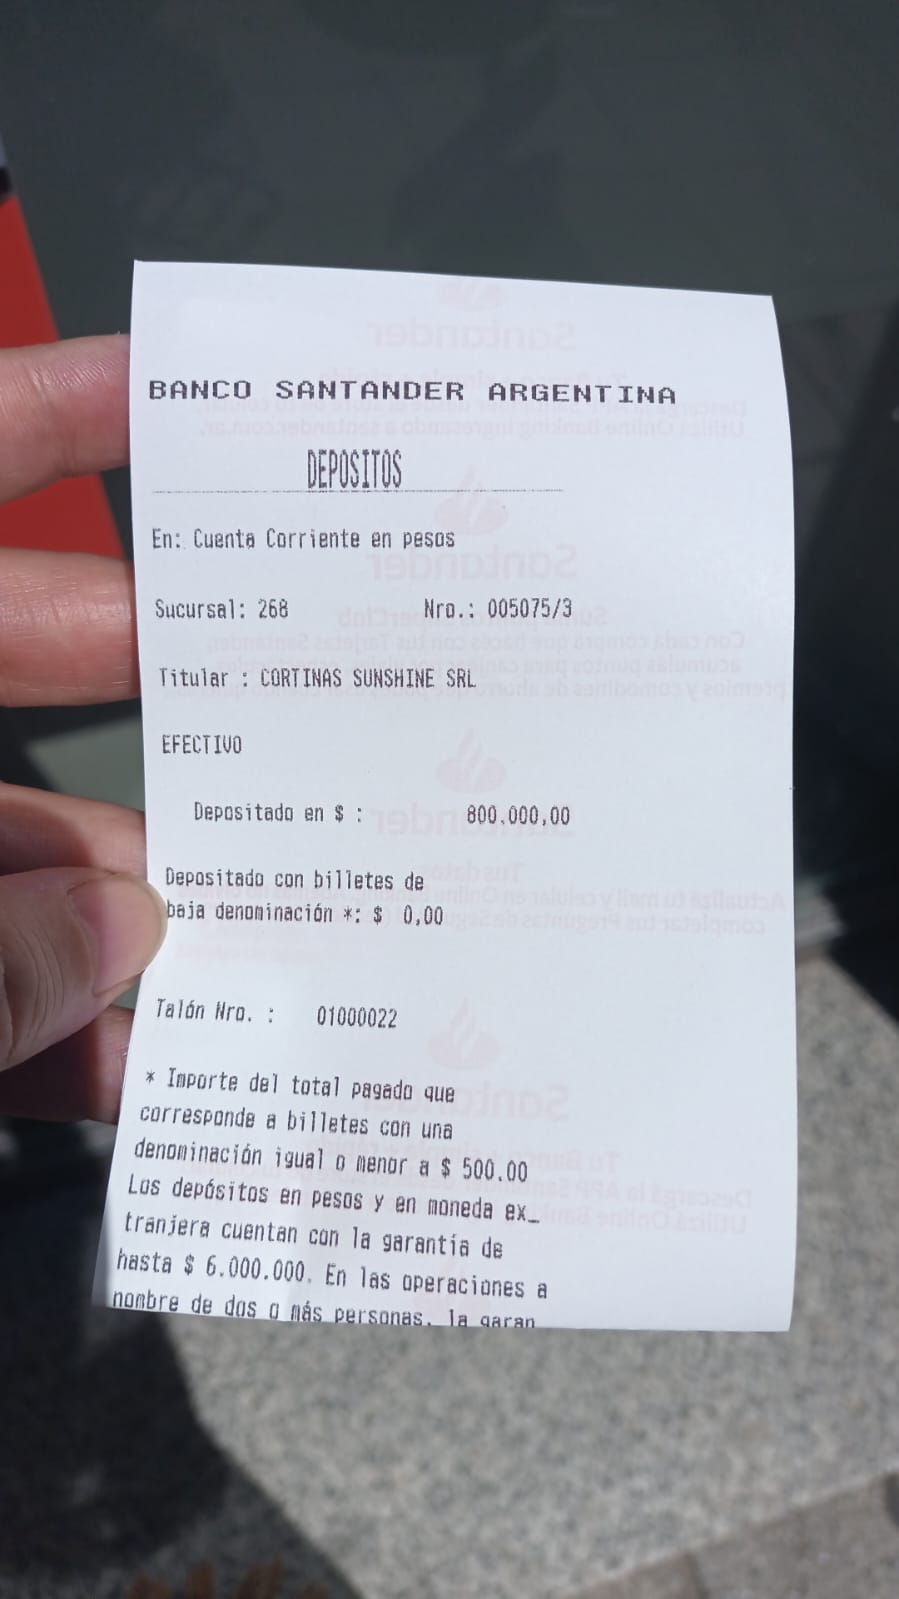 BANCO SANTANDER ARGENTINA
DEPOSITOS
En: Cuenta Corriente en pesos
Sucursal: 268 Nro.: 005075/3
Titular : CORTINAS SUNSHINE SRL
EFECTIVO
Depositado en $ : 800.000,00
Depositado con billetes de
baja denominación *: $ 0,00
Talón Nro. : 01000022
* Importe del total pagado que
corresponde a billetes con una
denominación igual o menor a $ 500.00
Los depósitos en pesos y en moneda ex_
tranjera cuentan con la garantía de
hasta $ 6.000.000. En las operaciones a
nombre de dos o más personas, la garan